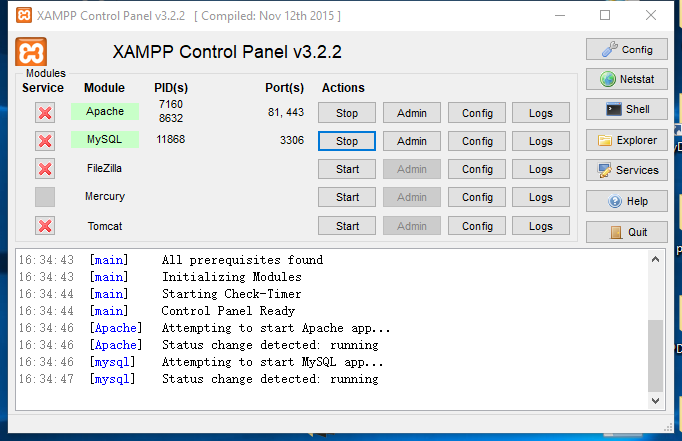 XAMPP Control Panel v3.2.2 [ Compiled: Nov 12th 2015 ]
XAMPP Control Panel v3.2.2
Config
Modules
Service Module PID(s) Port(s) Actions
Netstat
Apache 7160 8632 81, 443 Stop Admin Config Logs
Shell
MySQL 11868 3306 Stop Admin Config Logs
Explorer
FileZilla Start Admin Config Logs
Services
Mercury Start Admin Config Logs
Help
Tomcat Start Admin Config Logs
Quit
16:34:43 [main] All prerequisites found
16:34:43 [main] Initializing Modules
16:34:44 [main] Starting Check-Timer
16:34:44 [main] Control Panel Ready
16:34:46 [Apache] Attempting to start Apache app...
16:34:46 [Apache] Status change detected: running
16:34:46 [mysql] Attempting to start MySQL app...
16:34:47 [mysql] Status change detected: running